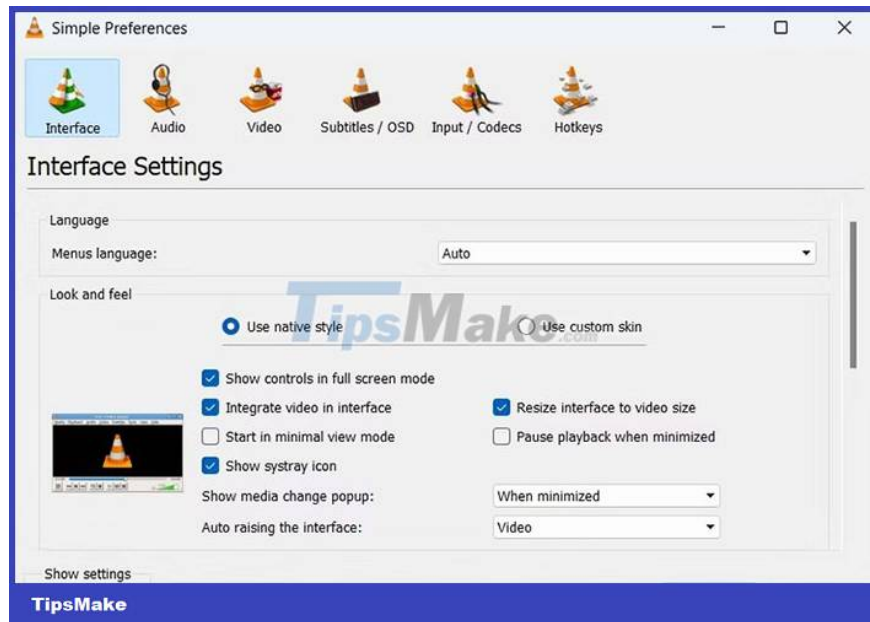 Simple Preferences
Interface Audio Video Subtitles / OSD Input / Codecs Hotkeys
Interface Settings
Language
Menus language: Auto
Look and feel
Use native style Use custom skin
TipsMake.com
Show controls in full screen mode
Integrate video in interface Resize interface to video size
Start in minimal view mode Pause playback when minimized
Show systray icon
Show media change popup: When minimized
Auto raising the interface: Video
Show settings
TipsMake